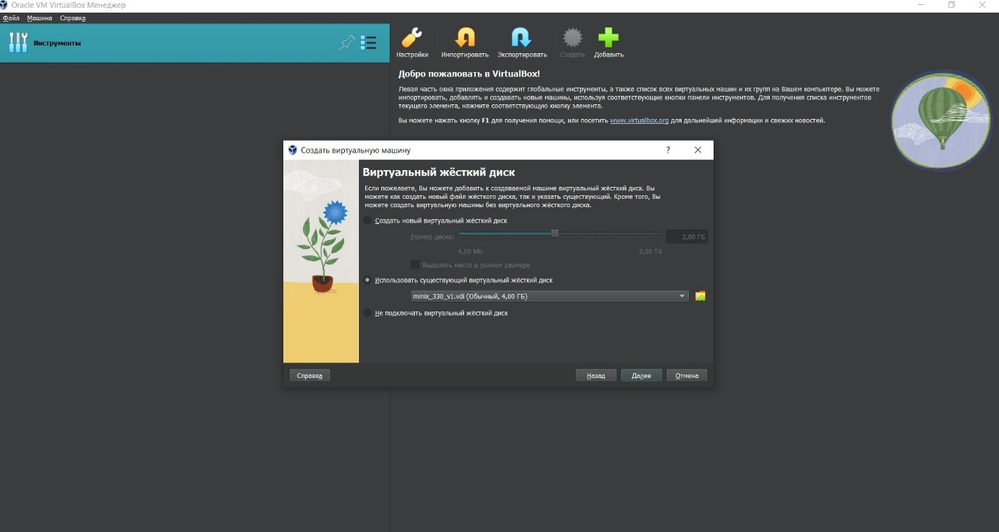 Oracle VM VirtualBox Менеджер
Файл Машина Справка
Инструменты
Настройки Импортировать Экспортировать Создать Добавить
Добро пожаловать в VirtualBox!
Левая часть окна приложения содержит глобальные инструменты, а также список всех виртуальных машин и их групп на Вашем компьютере. Вы можете
импортировать, добавлять и создавать новые машины, используя соответствующие кнопки панели инструментов. Для получения списка инструментов
текущего элемента, нажмите соответствующую кнопку элемента.
Вы можете нажать кнопку F1 для получения помощи, или посетить www.virtualbox.org для дальнейшей информации и свежих новостей.
Создать виртуальную машину
?
Виртуальный жёсткий диск
Если пожелаете, Вы можете добавить к создаваемой машине виртуальный жёсткий диск. Вы
можете как создать новый файл жёсткого диска, так и указать существующий. Кроме того, Вы
можете создать виртуальную машины без виртуального жёсткого диска.
Создать новый виртуальный жёсткий диск
Размер диска: 2,00 ГБ
4,00 МБ 2,00 ТБ
Выделить место в полном размере
Использовать существующий виртуальный жёсткий диск
minix_330_v1.vdi (Обычный, 4,00 ГБ)
Не подключать виртуальный жёсткий диск
Справка Назад Далее Отмена